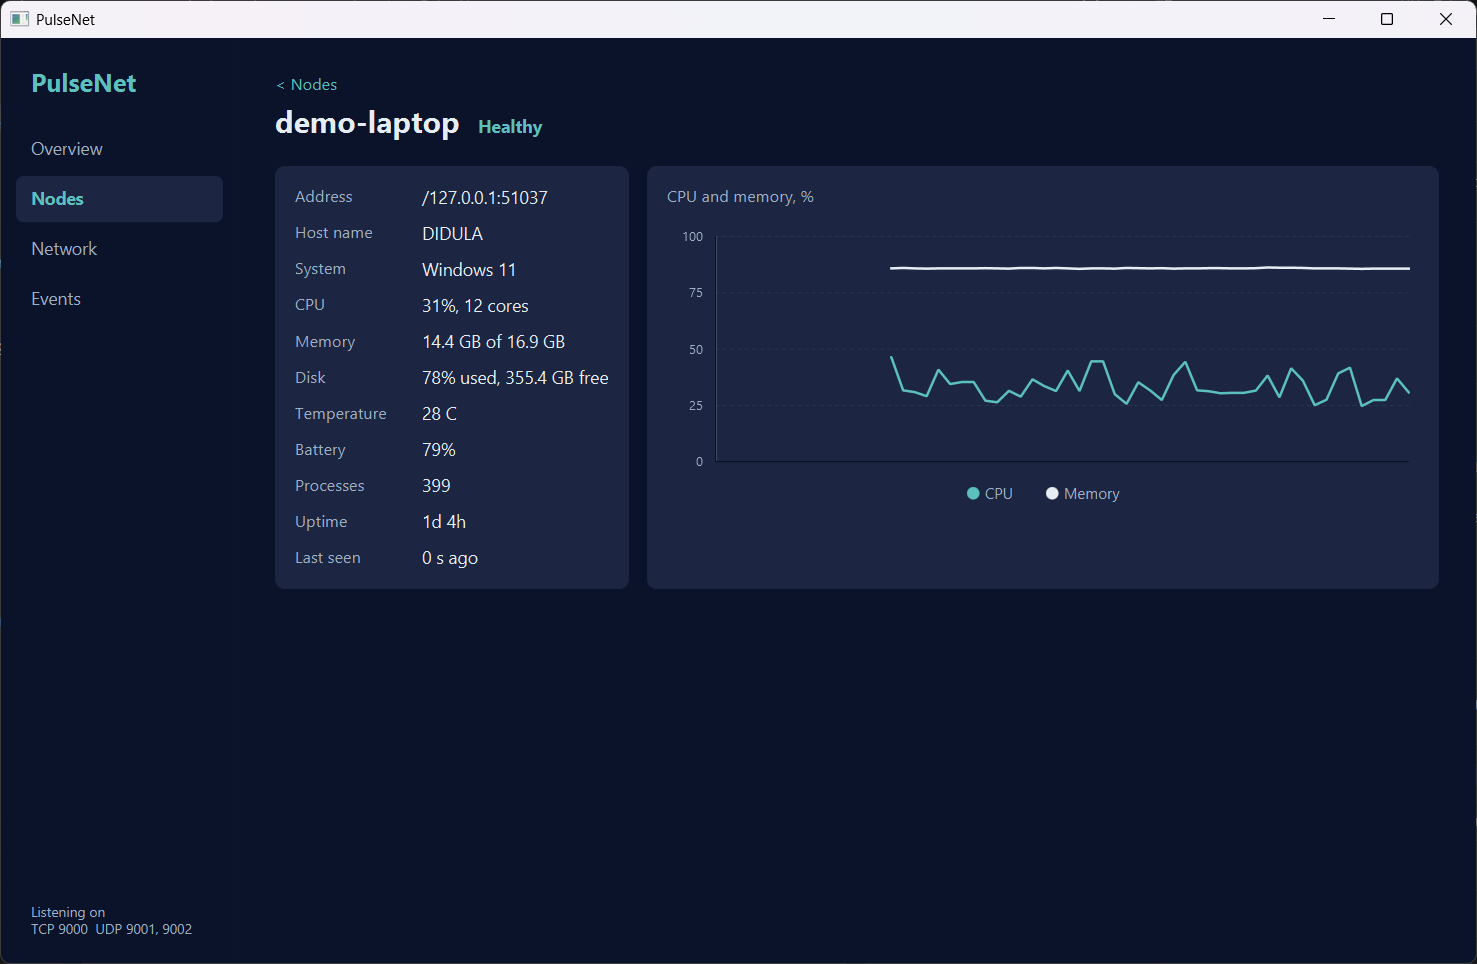 PulseNet
PulseNet
Overview
Nodes
Network
Events
Listening on
TCP 9000 UDP 9001, 9002
< Nodes
demo-laptop Healthy
Address /127.0.0.1:51037
Host name DIDULA
System Windows 11
CPU 31%, 12 cores
Memory 14.4 GB of 16.9 GB
Disk 78% used, 355.4 GB free
Temperature 28 C
Battery 79%
Processes 399
Uptime 1d 4h
Last seen 0 s ago
CPU and memory, %
100
75
50
25
0
CPU Memory